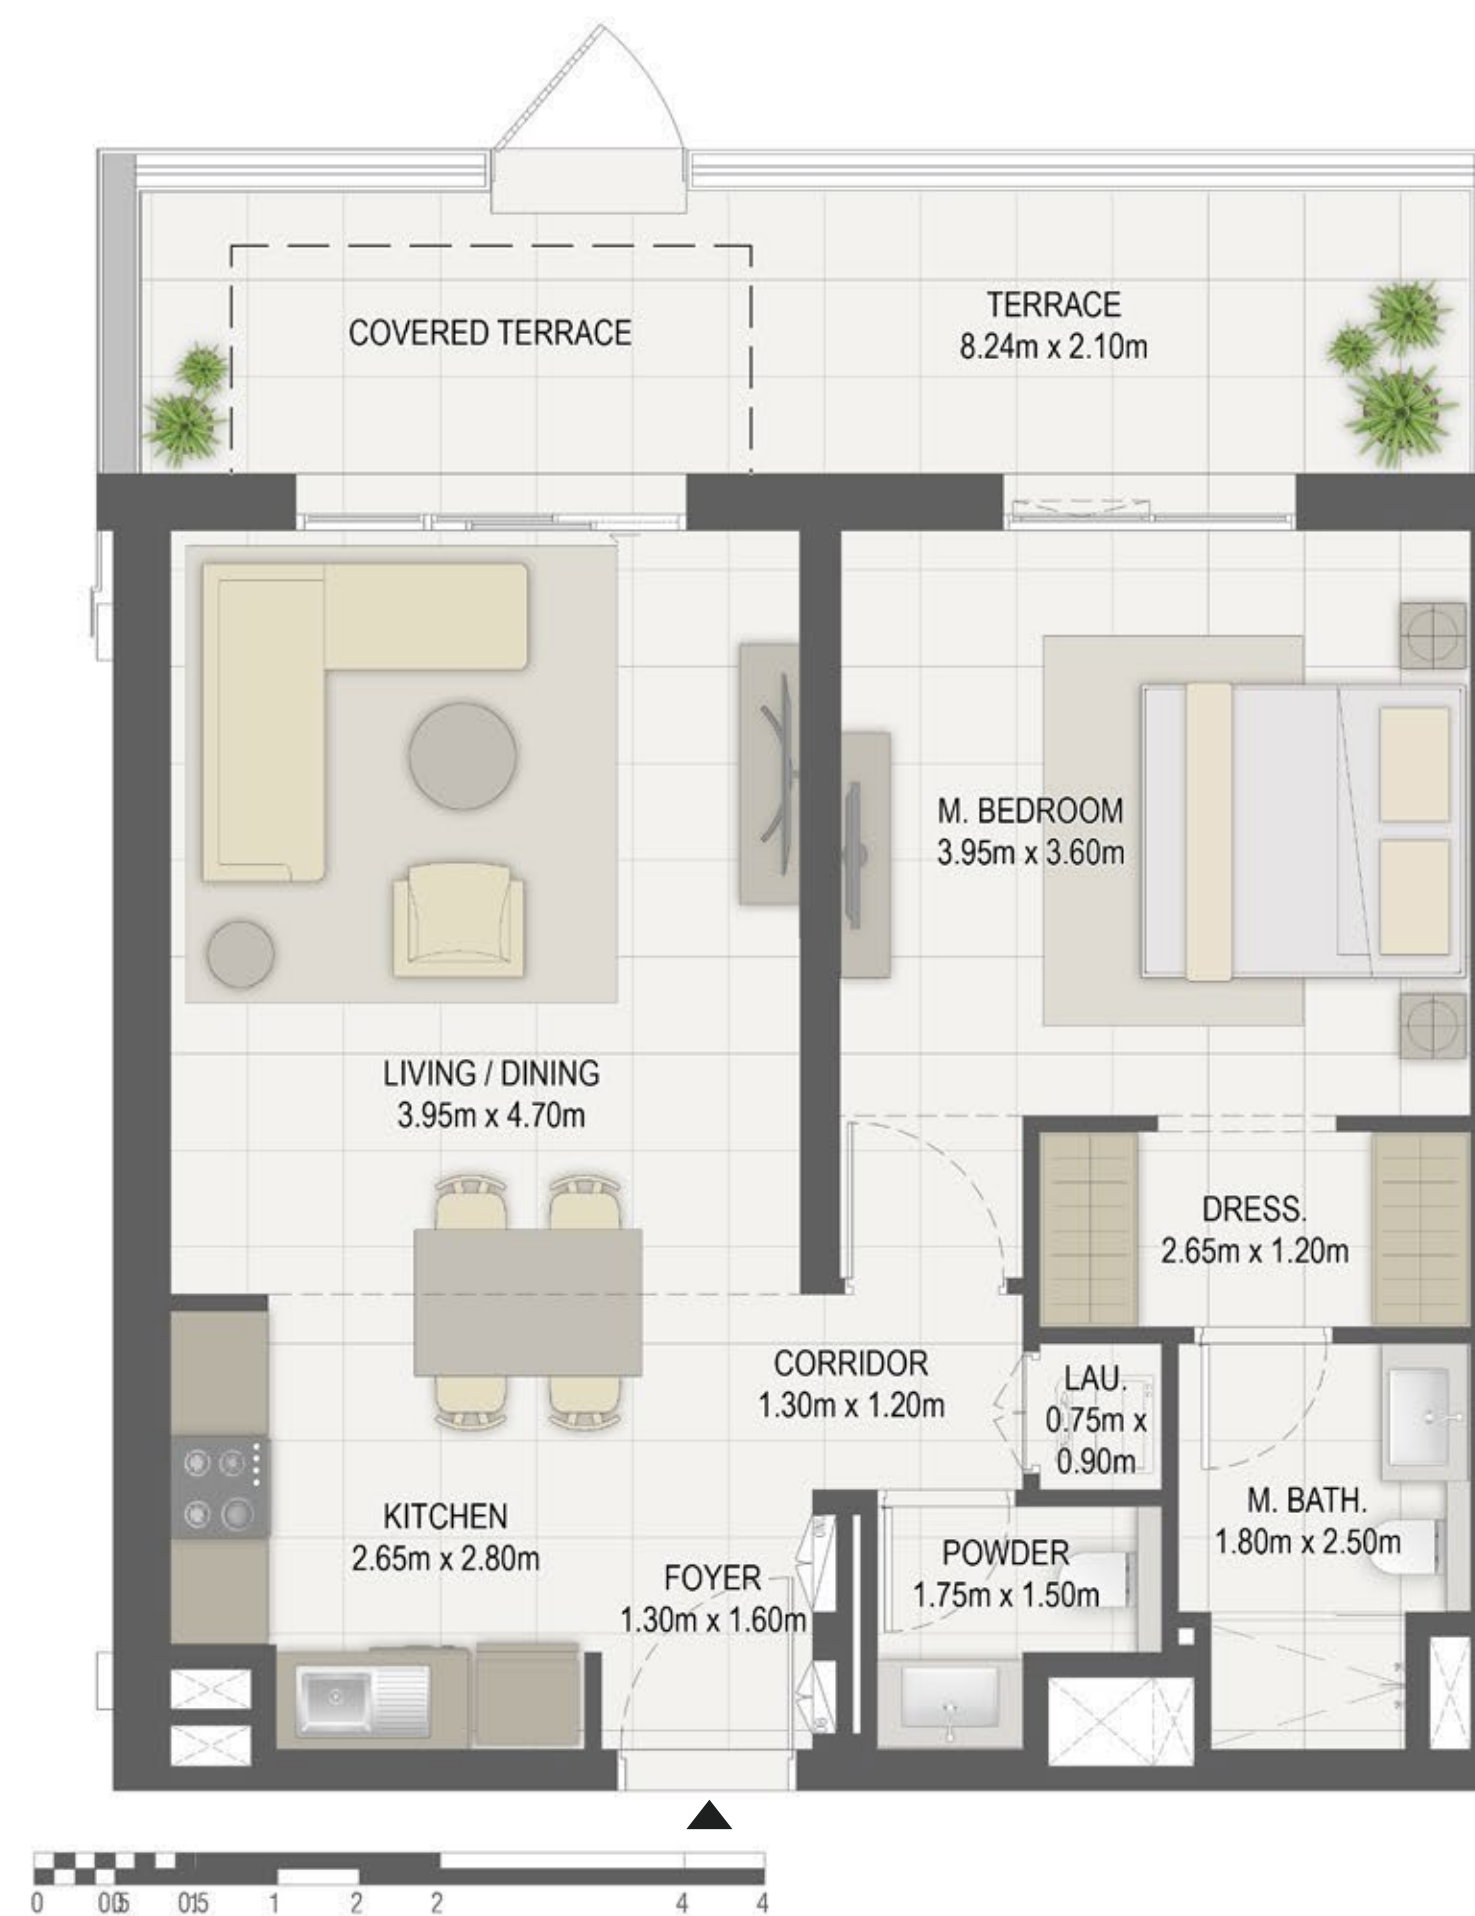 COVERED TERRACE
TERRACE
8.24m x 2.10m
M. BEDROOM
3.95m x 3.60m
LIVING / DINING
3.95m x 4.70m
DRESS.
2.65m x 1.20m
CORRIDOR
1.30m x 1.20m
LAU.
0.75m x
0.90m
KITCHEN
2.65m x 2.80m
FOYER
1.30m x 1.60m
POWDER
1.75m x 1.50m
M. BATH.
1.80m x 2.50m
0 1 2 2 4 4